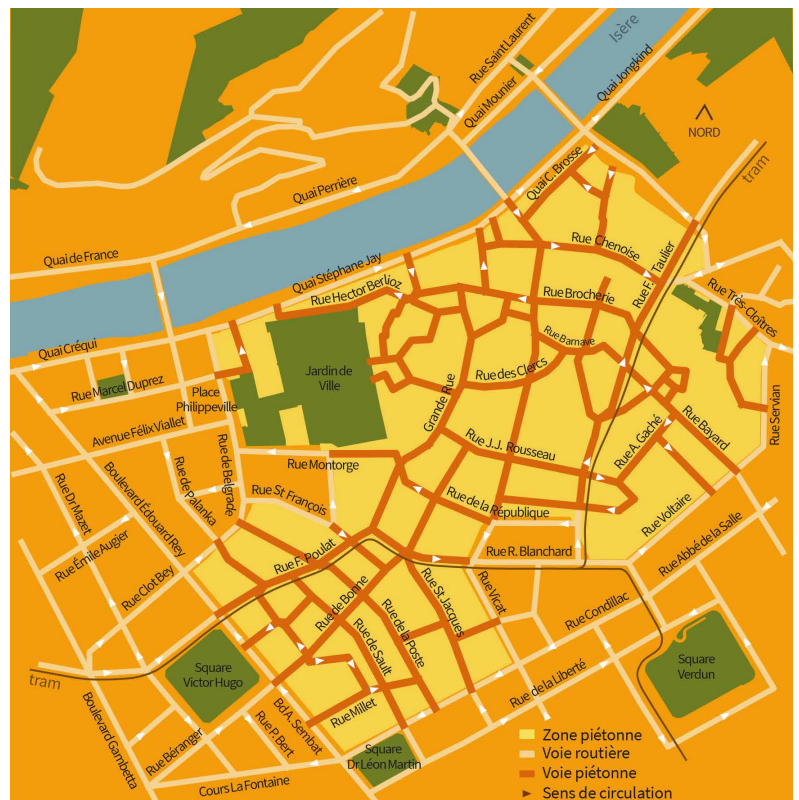 Rue Saint Laurent
Isère
Quai Mounier
Quai Jongkind
NORD
tram
Quai Perrière
Quai C. Brosse
Quai de France
Quai Stéphane Jay
Rue Chenoise
Rue F. Taulier
Rue Hector Berlioz
Rue Brocherie
Rue Très-Cloîtres
Rue Barnave
Quai Créqui
Jardin de
Ville
Rue des Clercs
Rue Marcel Duprez
Place
Philippeville
Grande Rue
Rue Servian
Avenue Félix Viallet
Rue J.J. Rousseau
Rue A. Gaché
Rue Bayard
Rue de Belgrade
Rue Montorge
Rue Dr Mazet
Boulevard Édouard Rey
Rue de Palanka
Rue St François
Rue de la
République
Rue Voltaire
Rue Émile Augier
Rue F. Poulat
Rue R. Blanchard
Rue Abbé de la Salle
Rue Clot Bey
Rue de Bonne
Rue St Jacques
Rue Vicat
Rue Condillac
Rue de la Poste
Rue de Sault
tram
Square
Victor Hugo
Rue de la Liberté
Square
Verdun
Boulevard Gambetta
Bd A. Sembat
Rue Millet
Rue P. Bert
Rue Béranger
Square
Dr Léon Martin
Cours La Fontaine
Zone piétonne
Voie routière
Voie piétonne
Sens de circulation